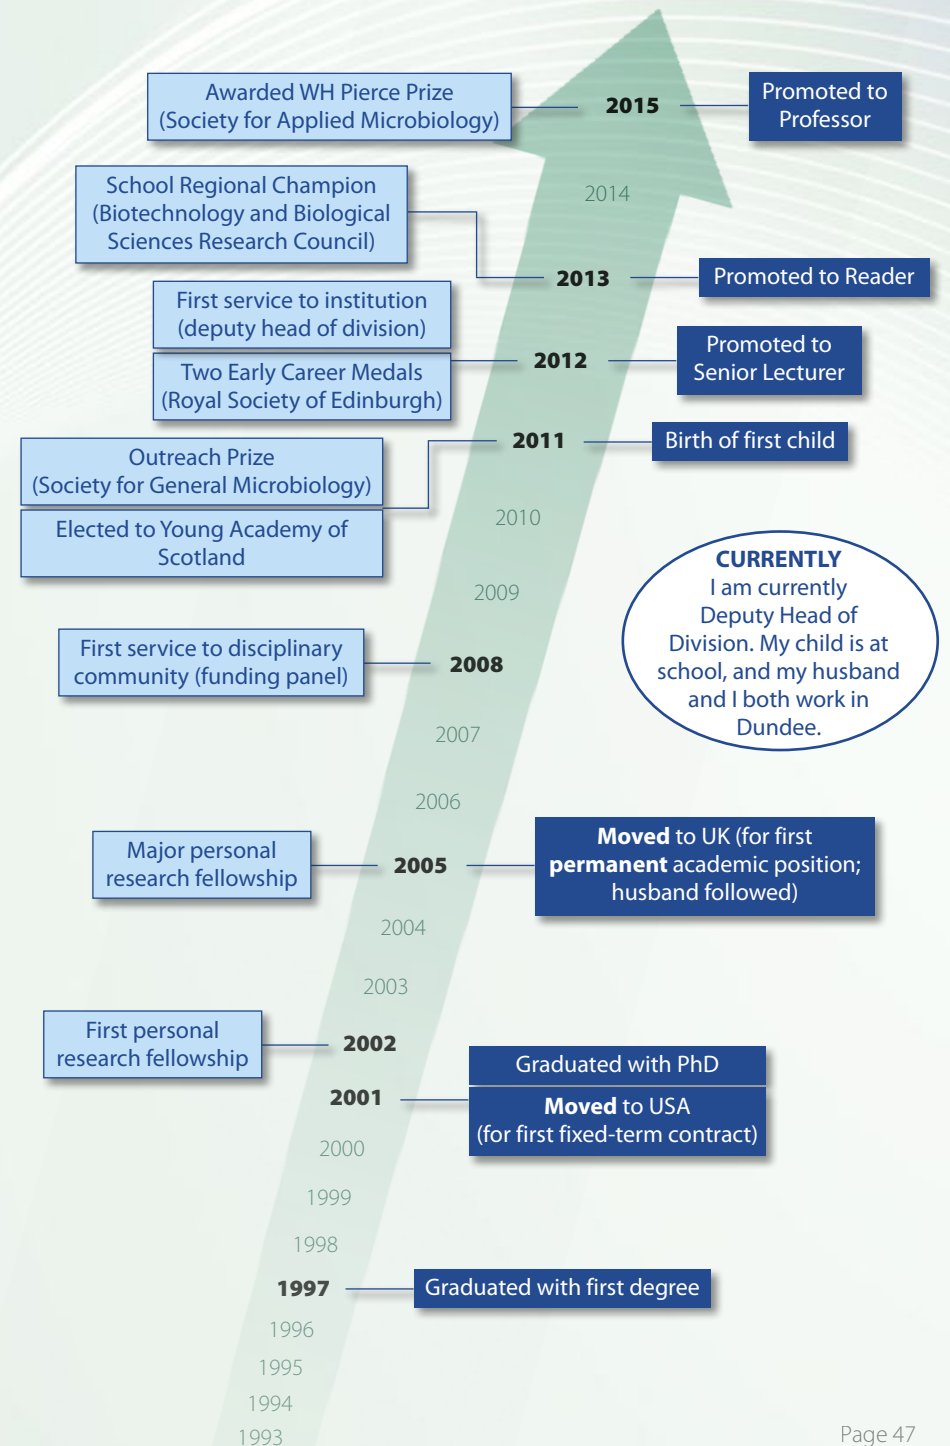 Awarded WH Pierce Prize
(Society for Applied Microbiology)
2015
Promoted to
Professor
2014
School Regional Champion
(Biotechnology and Biological
Sciences Research Council)
2013
Promoted to Reader
First service to institution
(deputy head of division)
Two Early Career Medals
(Royal Society of Edinburgh)
2012
Promoted to
Senior Lecturer
2011
Birth of first child
Outreach Prize
(Society for General Microbiology)
Elected to Young Academy of
Scotland
2010
2009
CURRENTLY
I am currently
Deputy Head of
Division. My child is at
school, and my husband
and I both work in
Dundee.
First service to disciplinary
community (funding panel)
2008
2007
2006
Major personal
research fellowship
2005
Moved to UK (for first
permanent academic position;
husband followed)
2004
2003
First personal
research fellowship
2002
Graduated with PhD
2001
Moved to USA
(for first fixed-term contract)
2000
1999
1998
1997
Graduated with first degree
1996
1995
1994
1993
Page 47